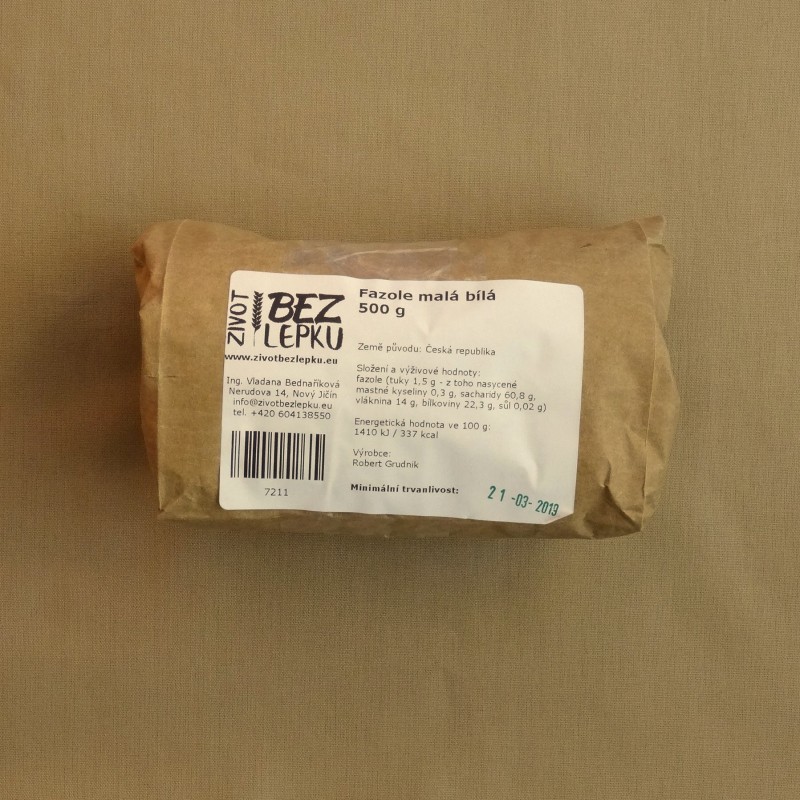 ŽIVOT
BEZ
LEPKU
www.zivotbezlepku.eu
Ing. Vladana Bednaříková
Nerudova 14, Nový Jičín
info@zivotbezlepku.eu
tel. +420 604138550
7211
Fazole malá bílá
500 g
Země původu: Česká republika
Složení a výživové hodnoty:
fazole (tuky 1,5 g - z toho nasycené
mastné kyseliny 0,3 g, sacharidy 60,8 g,
vláknina 14 g, bílkoviny 22,3 g, sůl 0,02 g)
Energetická hodnota ve 100 g:
1410 kJ / 337 kcal
Výrobce:
Robert Grudnik
Minimální trvanlivost: 21-03-2019